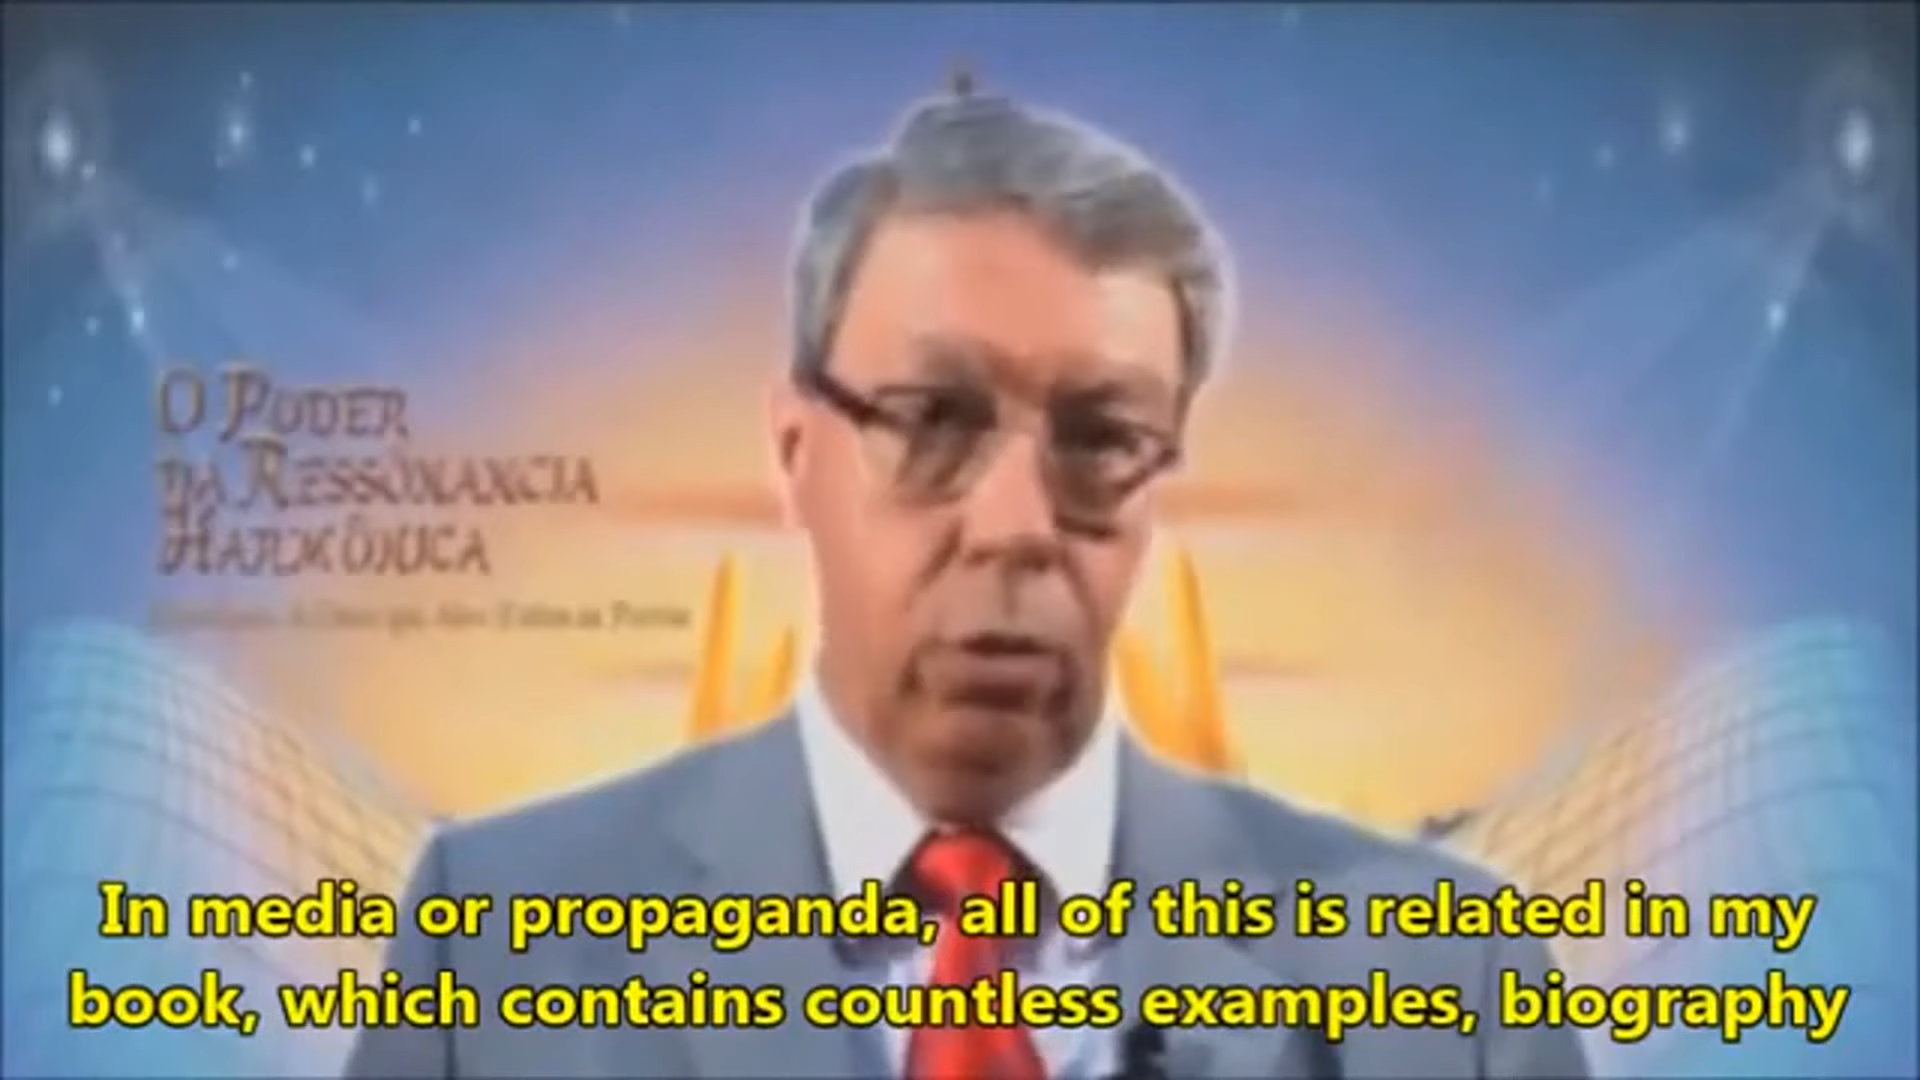 O PODER
DA RESSONÂNCIA
HARMÔNICA
In media or propaganda, all of this is related in my
book, which contains countless examples, biography